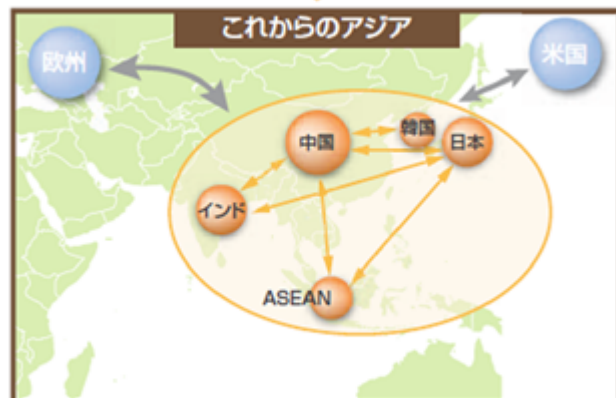 これからのアジア
欧州
米国
中国
韓国
日本
インド
ASEAN